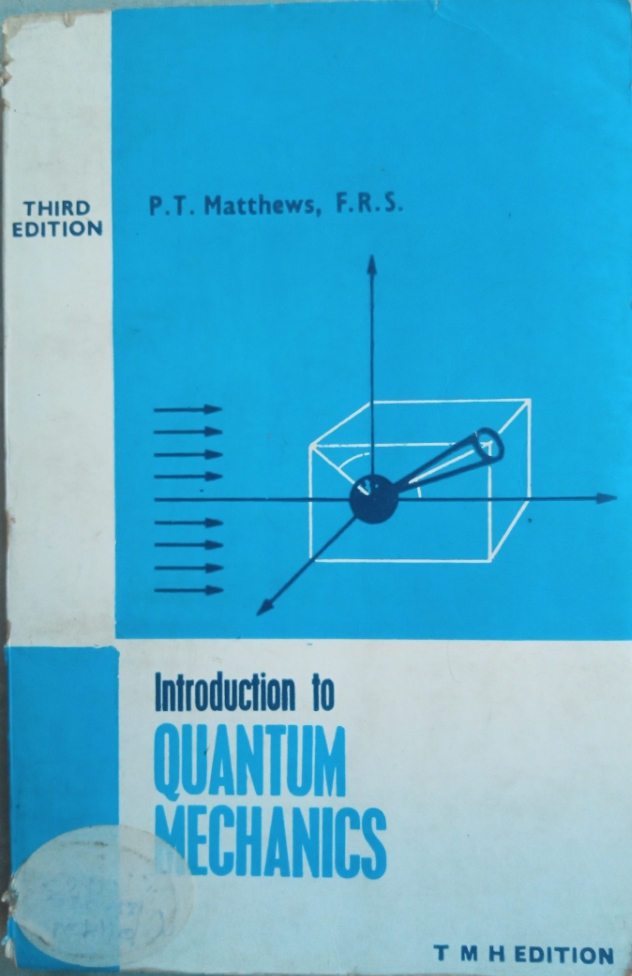 THIRD
EDITION
P.T. Matthews, F.R.S.
Introduction to
QUANTUM
MECHANICS
T M H EDITION